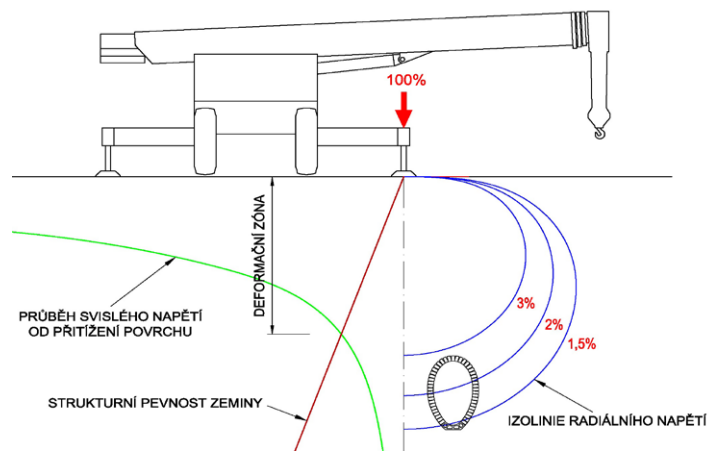 100%
DEFORMAČNÍ ZÓNA
PRŮBĚH SVISLÉHO NAPĚTÍ
OD PŘITÍŽENÍ POVRCHU
3%
2%
1,5%
STRUKTURNÍ PEVNOST ZEMINY
IZOLINIE RADIÁLNÍHO NAPĚTÍ